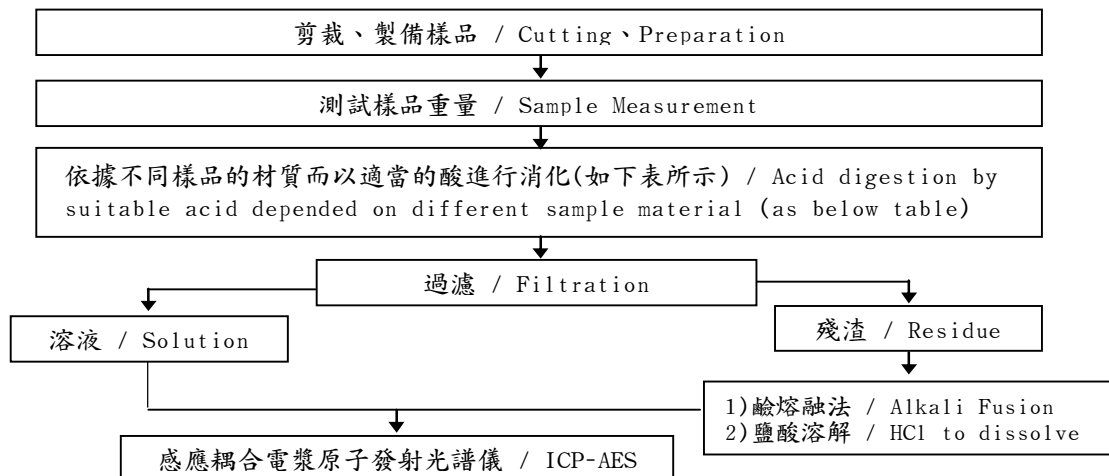 剪裁、製備樣品 / Cutting、Preparation
測試樣品重量 / Sample Measurement
依據不同樣品的材質而以適當的酸進行消化(如下表所示) / Acid digestion by
suitable acid depended on different sample material (as below table)
過濾 / Filtration
溶液 / Solution
殘渣 / Residue
1)鹼熔融法 / Alkali Fusion
2)鹽酸溶解 / HCl to dissolve
感應耦合電漿原子發射光譜儀 / ICP-AES